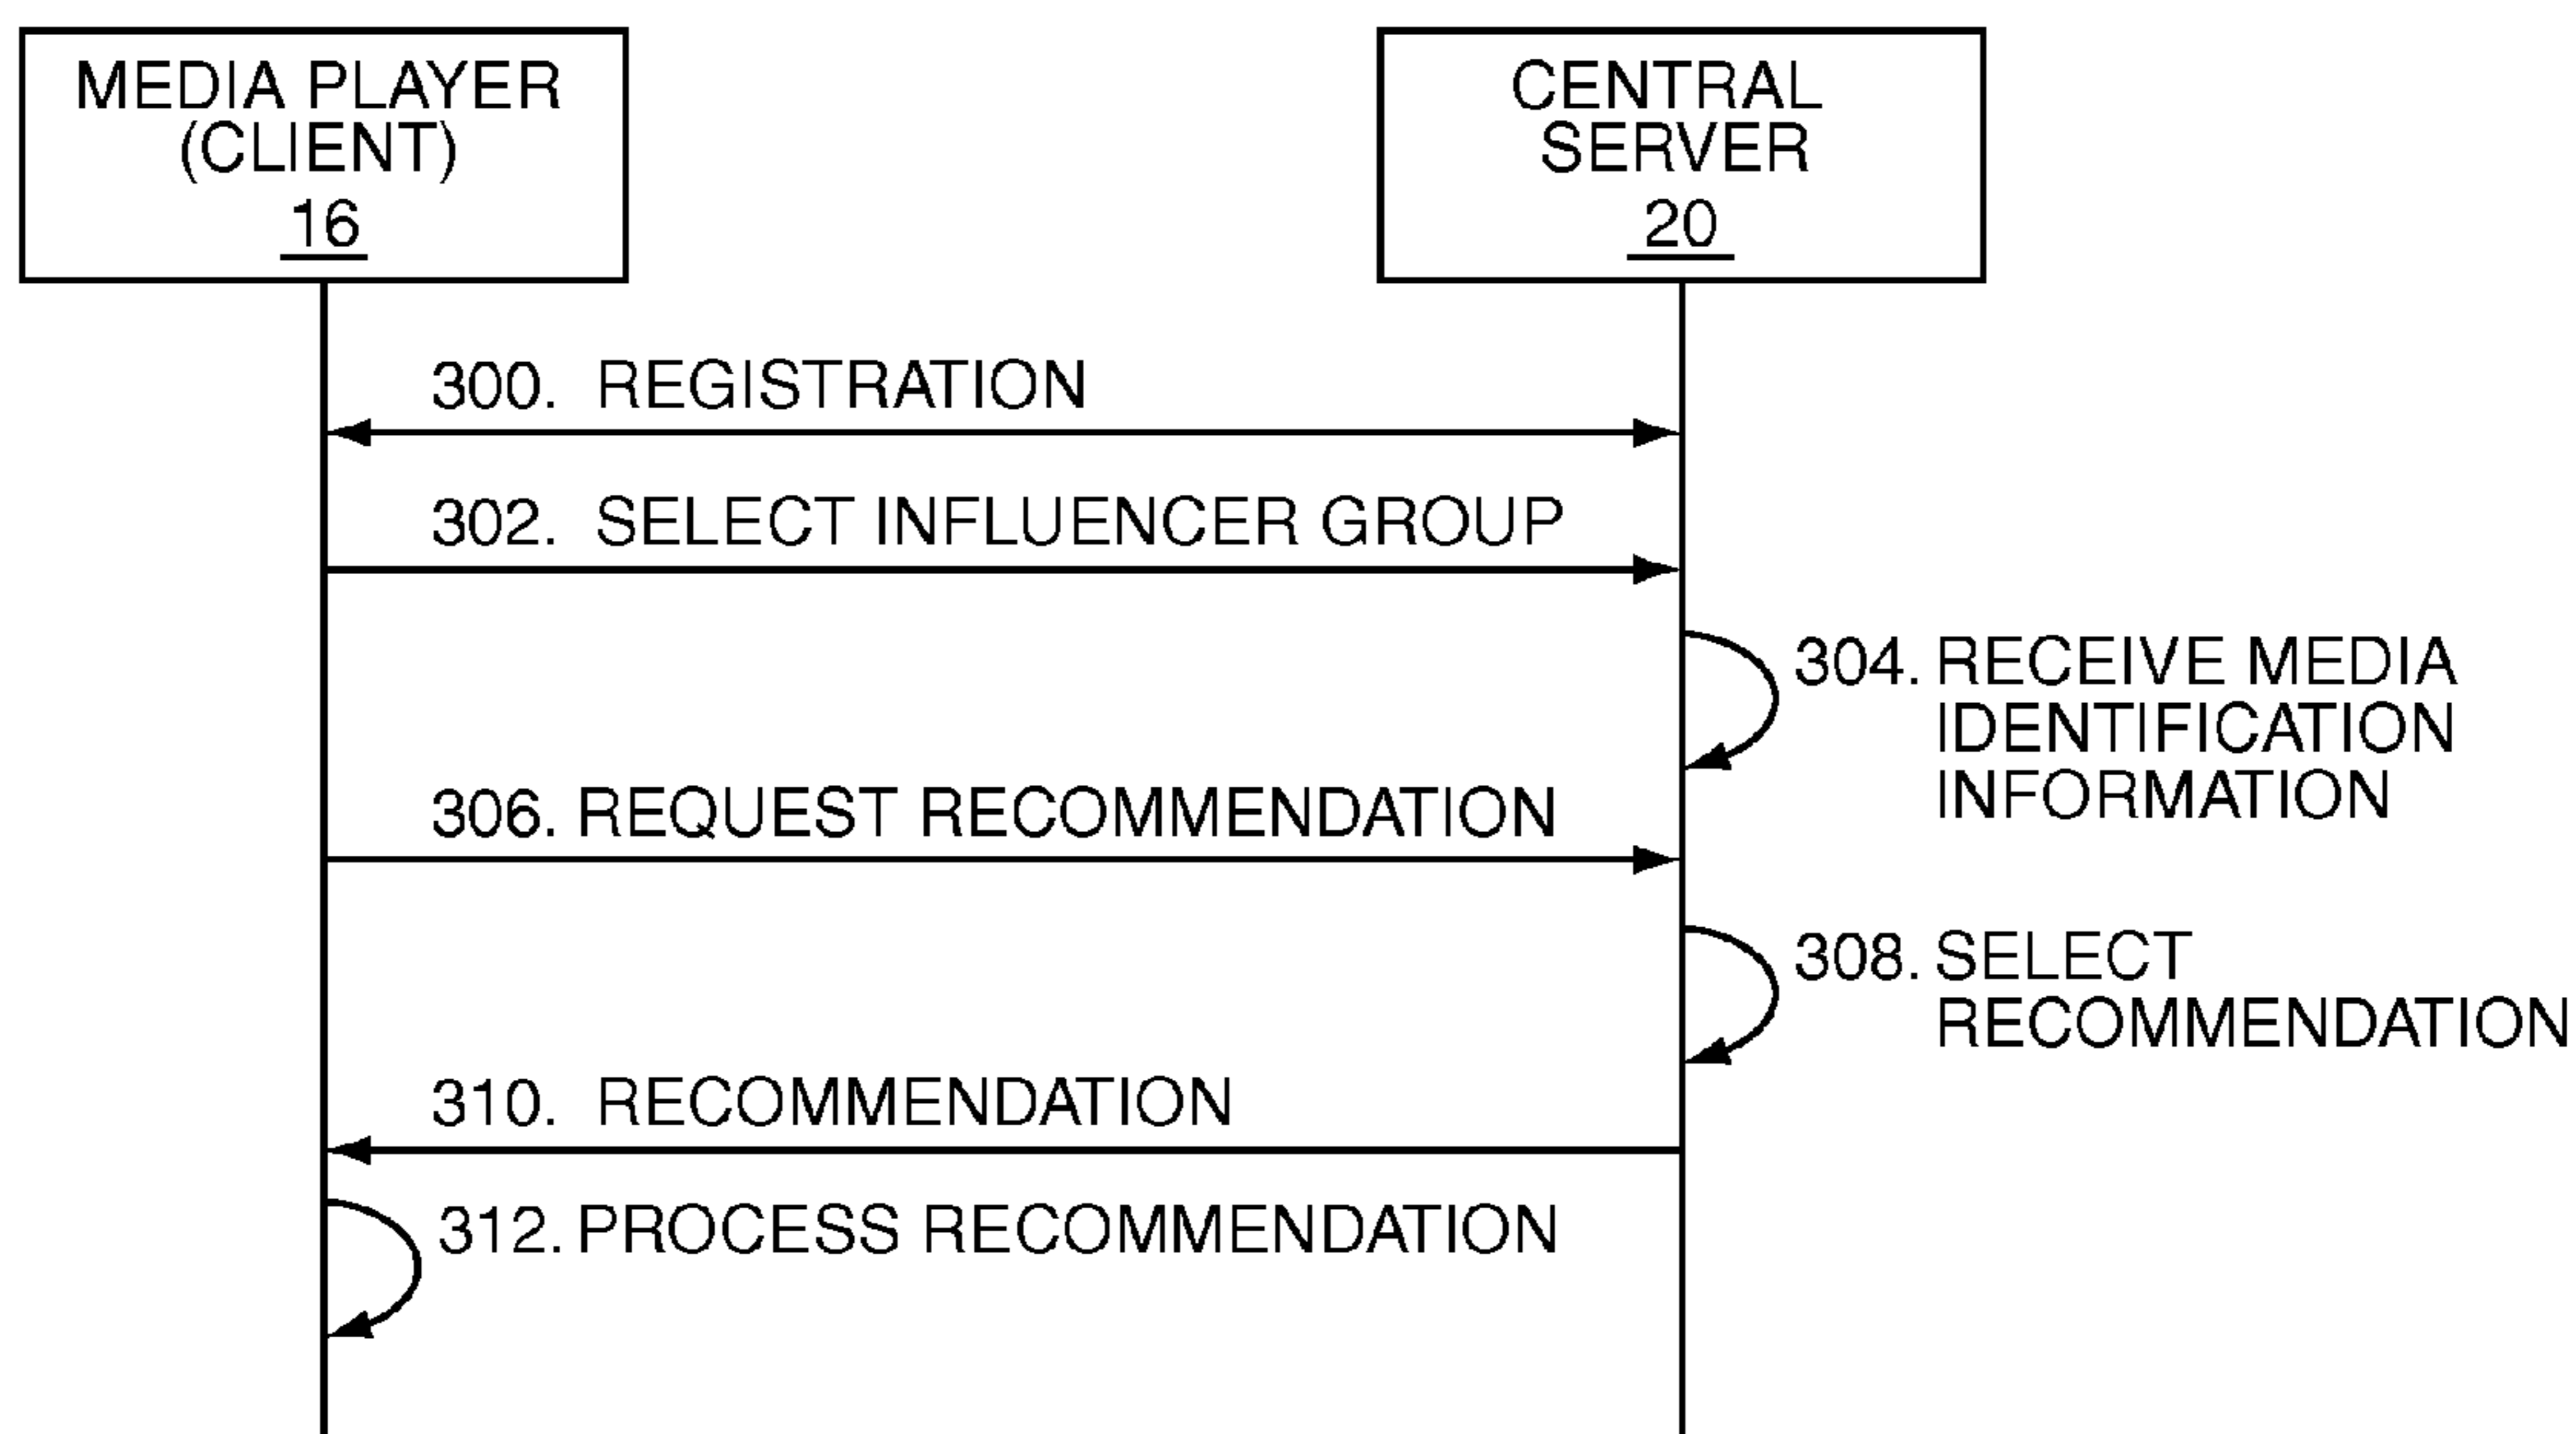 MEDIA PLAYER
(CLIENT)
16
CENTRAL
SERVER
20
300. REGISTRATION
302. SELECT INFLUENCER GROUP
304. RECEIVE MEDIA
IDENTIFICATION
INFORMATION
306. REQUEST RECOMMENDATION
308. SELECT
RECOMMENDATION
310. RECOMMENDATION
312. PROCESS RECOMMENDATION